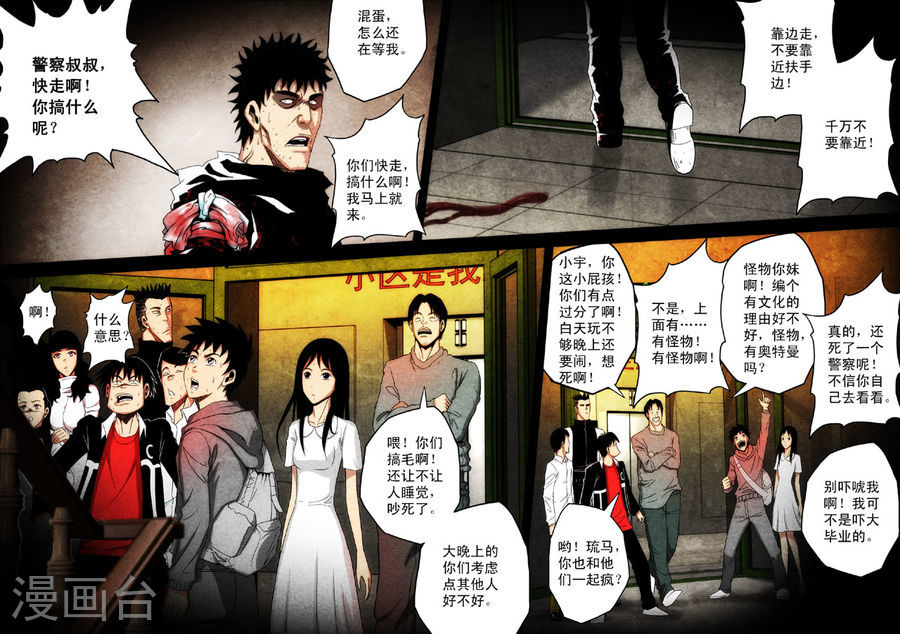 混蛋,
怎么还
在等我。
警察叔叔,
快走啊!
你搞什么
呢?
你们快走,
搞什么啊!
我马上就
来。
靠边走,
不要靠
近扶手
边!
千万不
要靠近!
啊!
什么
意思?
小区是我
喂!你们
搞毛啊!
还让不让
人睡觉,
吵死了。
大晚上的
你们考虑
点其他人
好不好。
小宇,你
这小屁孩!
你们有点
过分了啊!
白天玩不
够晚上还
要闹,想
死啊!
不是,上
面有……
有怪物!
有怪物啊!
怪物你妹
啊!编个
有文化的
理由好不
好,怪物,
有奥特曼
吗?
真的,还
死了一个
警察呢!
不信你自
己去看看。
哟!琉马,
你也和他
们一起疯?
别吓唬我
啊!我可
不是吓大
毕业的。
漫画台